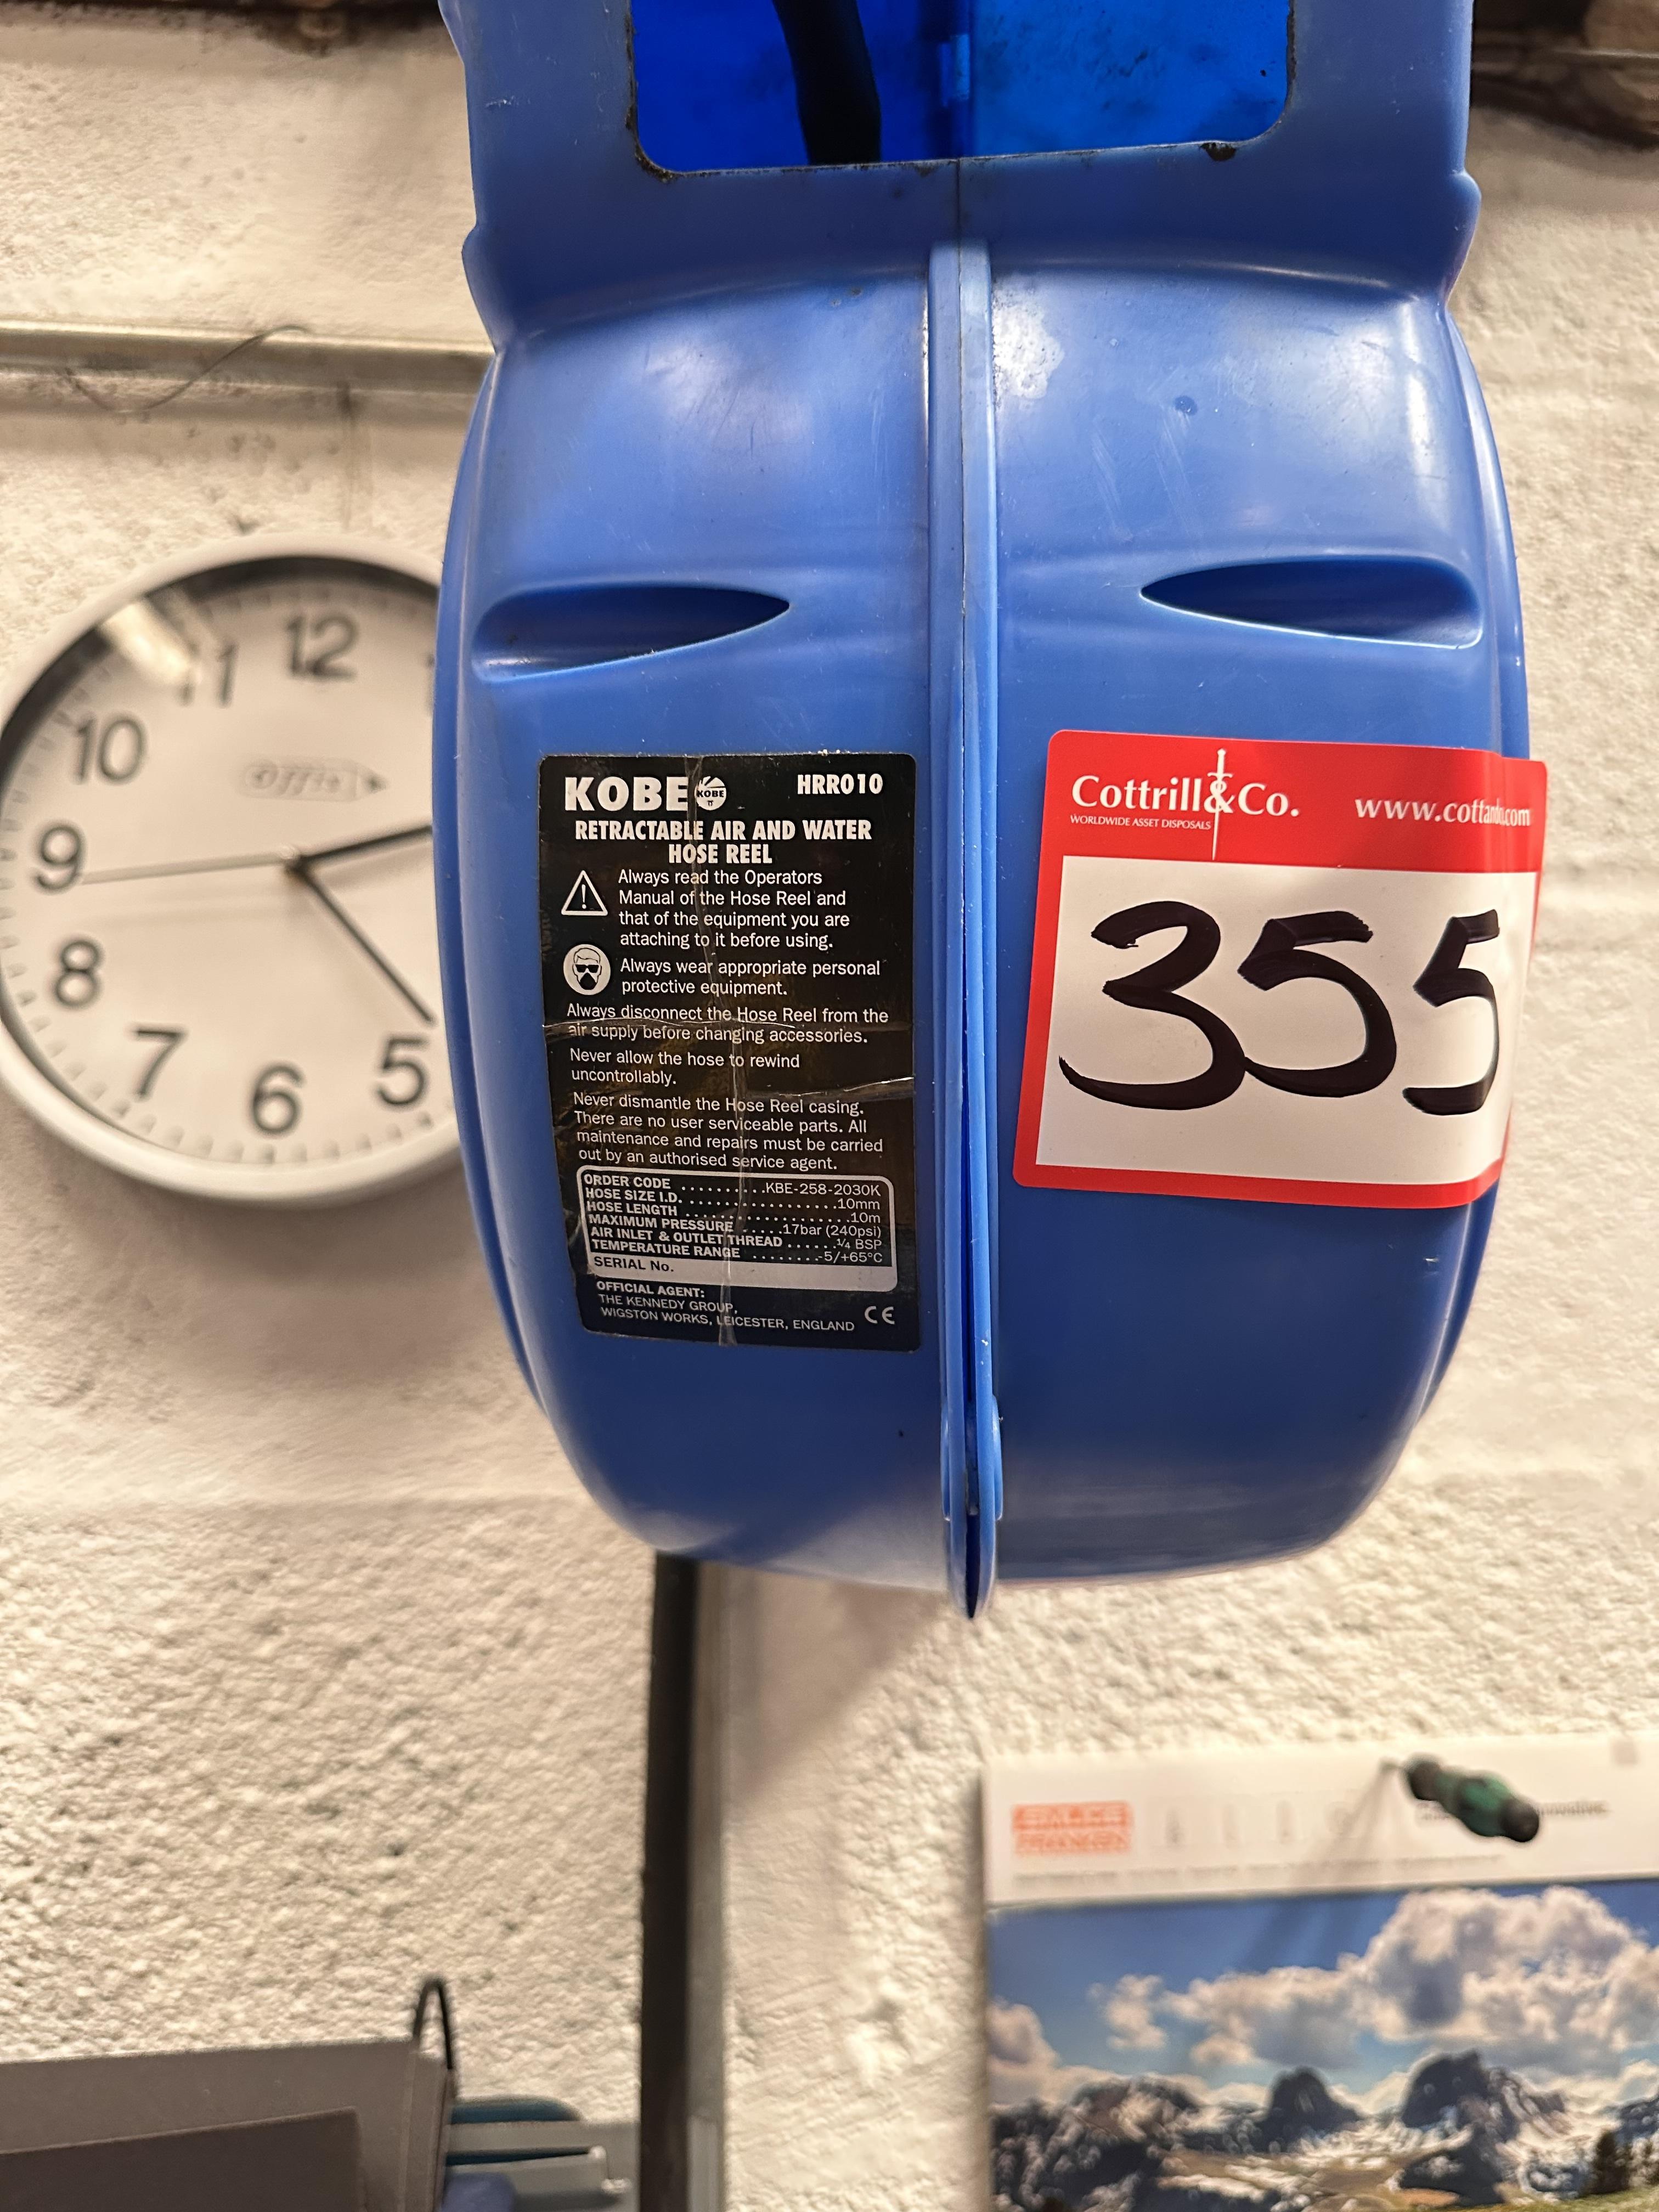 12
11
10
9
8
7
6
5
KOBE KOBE HRR010
RETRACTABLE AIR AND WATER
HOSE REEL
Always read the Operators
Manual of the Hose Reel and
that of the equipment you are
attaching to it before using.
Always wear appropriate personal
protective equipment.
Always disconnect the Hose Reel from the
air supply before changing accessories.
Never allow the hose to rewind
uncontrollably.
Never dismantle the Hose Reel casing.
There are no user serviceable parts. All
maintenance and repairs must be carried
out by an authorised service agent.
ORDER CODE ..........KBE-258-2030K
HOSE SIZE I.D. ..............10mm
HOSE LENGTH ..............10m
MAXIMUM PRESSURE .....17bar (240psi)
AIR INLET & OUTLET THREAD ......¼ BSP
TEMPERATURE RANGE ........-5/+65°C
SERIAL No.
OFFICIAL AGENT:
THE KENNEDY GROUP,
WIGSTON WORKS, LEICESTER, ENGLAND CE
Cottrill&Co.
WORLDWIDE ASSET DISPOSALS
355